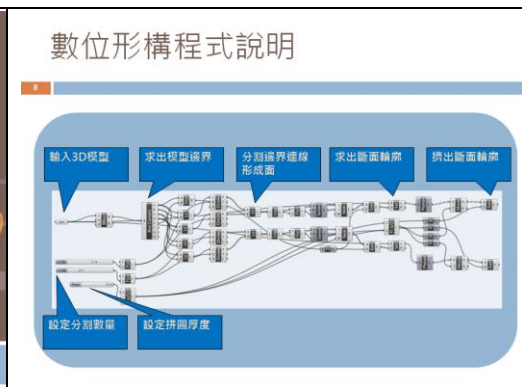 數位形構程式說明
8
輸入3D模型
求出模型邊界
分割邊界連線
形成面
求出斷面輪廓
擠出斷面輪廓
設定分割數量
設定拼圖厚度